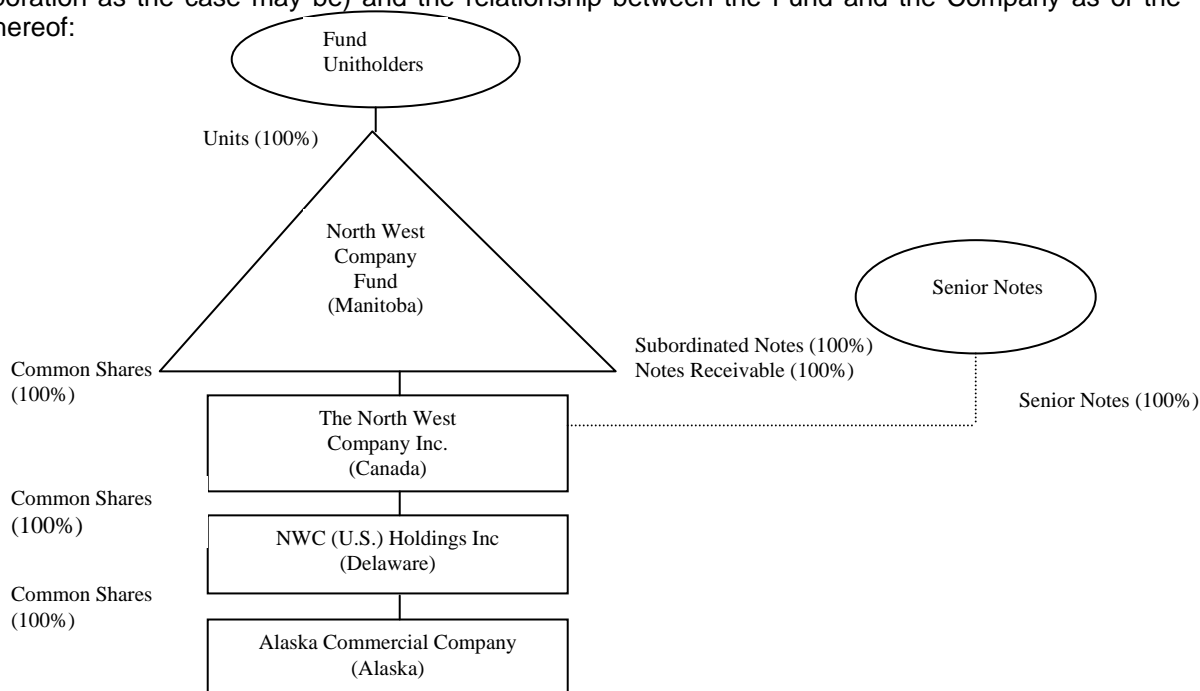 oration as the case may be) and the relationship between the Fund and the Company as of the
hereof:
Fund
Unitholders
Units (100%)
North West
Company
Fund
(Manitoba)
Senior Notes
Subordinated Notes (100%)
Notes Receivable (100%)
Common Shares
(100%)
Senior Notes (100%)
The North West
Company Inc.
(Canada)
Common Shares
(100%)
NWC (U.S.) Holdings Inc
(Delaware)
Common Shares
(100%)
Alaska Commercial Company
(Alaska)